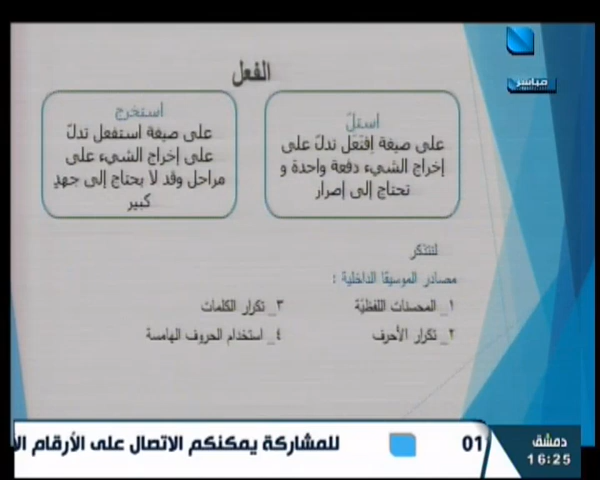 مباشر
الفعل
استلّ
على صيغة اِفتَعَل تدلّ على
إخراج الشيء دفعة واحدة و
تحتاج إلى إصرار
استخرج
على صيغة استفعل تدلّ
على إخراج الشيء على
مراحل وقد لا يحتاج إلى جهدٍ
كبير
لنتذكر
مصادر الموسيقا الداخلية :
١_ المحسنات اللفظيّة
٣_ تكرار الكلمات
٢_ تكرار الأحرف
٤_ استخدام الحروف الهامسة
دمشق
16:25
01
للمشاركة يمكنكم الاتصال على الأرقام الا